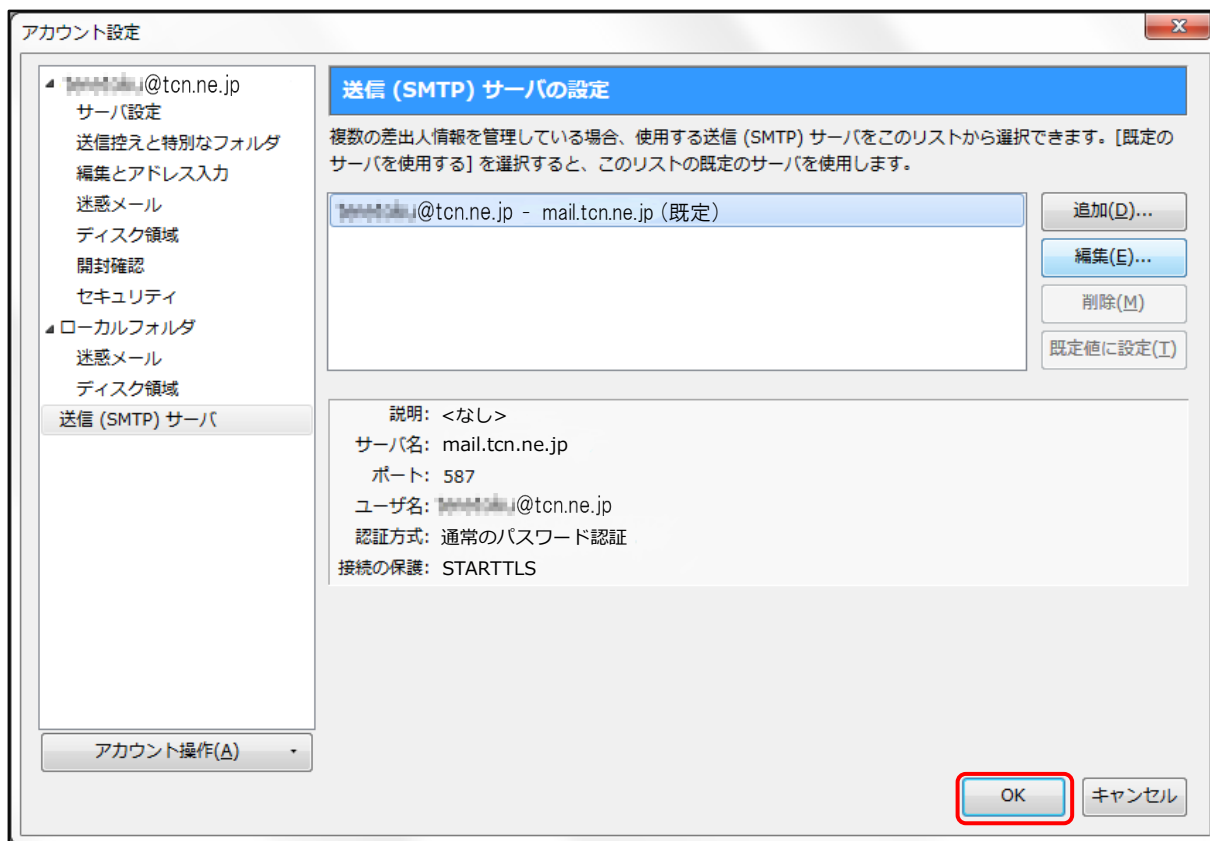 アカウント設定
@tcn.ne.jp
サーバ設定
送信控えと特別なフォルダ
編集とアドレス入力
迷惑メール
ディスク領域
開封確認
セキュリティ
ローカルフォルダ
迷惑メール
ディスク領域
送信 (SMTP) サーバ
アカウント操作(A)
送信 (SMTP) サーバの設定
複数の差出人情報を管理している場合、使用する送信 (SMTP) サーバをこのリストから選択できます。[既定の
サーバを使用する] を選択すると、このリストの既定のサーバを使用します。
@tcn.ne.jp - mail.tcn.ne.jp (既定)
追加(D)...
編集(E)...
削除(M)
既定値に設定(T)
説明: <なし>
サーバ名: mail.tcn.ne.jp
ポート: 587
ユーザ名: @tcn.ne.jp
認証方式: 通常のパスワード認証
接続の保護: STARTTLS
OK
キャンセル